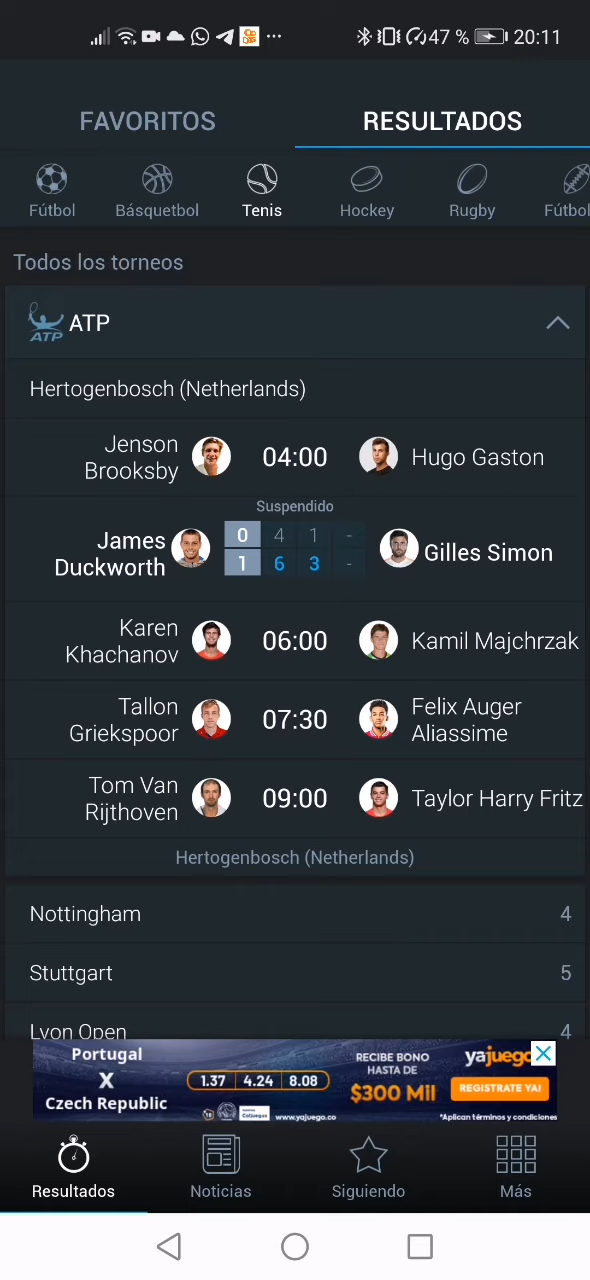 47 % 20:11
FAVORITOS RESULTADOS
Fútbol Básquetbol Tenis Hockey Rugby Fútbol
Todos los torneos
ATP ATP
Hertogenbosch (Netherlands)
Jenson
Brooksby
04:00
Hugo Gaston
Suspendido
James
Duckworth
0 4 1 -
1 6 3 -
Gilles Simon
Karen
Khachanov
06:00
Kamil Majchrzak
Tallon
Griekspoor
07:30
Felix Auger
Aliassime
Tom Van
Rijthoven
09:00
Taylor Harry Fritz
Hertogenbosch (Netherlands)
Nottingham 4
Stuttgart 5
Lyon Open 4
Portugal
X
Czech Republic
1.37 4.24 8.08
www.yajuego.co
RECIBE BONO
HASTA DE
$300 Mil
yajuego
REGISTRATE YA!
*Aplican términos y condiciones
Resultados Noticias Siguiendo Más